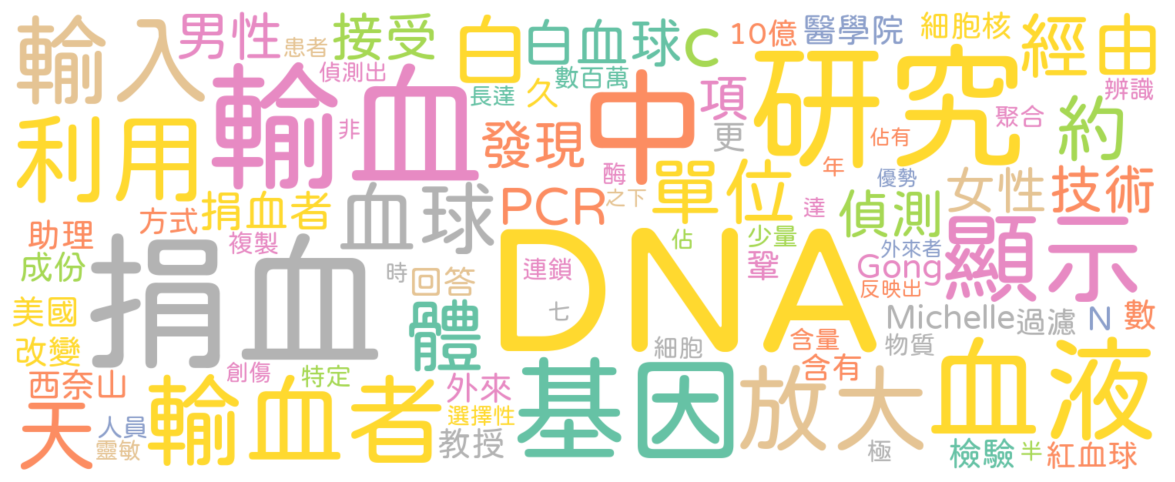 輸入
男性
患者
接受
白
白血球
C
10億
醫學院
細胞核
經由
偵測出
數百萬
長達
久
輸血
中
項
研究
辨識
利用
非
發現
更
聚合
約
佔有
年
酶
之下
單位
優勢
女性
技術
捐血者
血球
PCR
達
偵測
助理
方式
複製
捐血
佔
少量
外來者
顯示
成份
時
回答
連鎖
DNA
鞏
Gong
反映出
美國
體
七
Michelle
過濾
N
數
改變
細胞
含量
物質
血液
西奈山
創傷
特定
外來
基因
放大
含有
天
人員
輸血者
選擇性
靈敏
教授
極
檢驗
半
紅血球